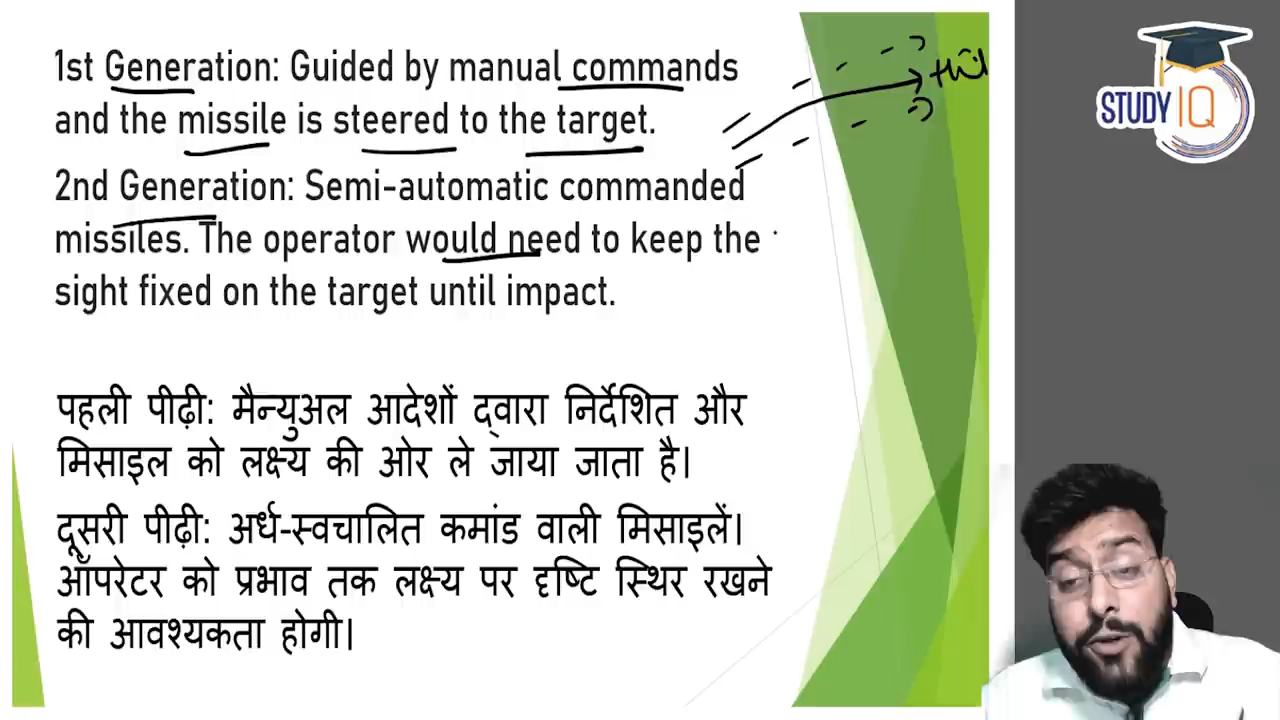 1st Generation: Guided by manual commands
and the missile is steered to the target.
2nd Generation: Semi-automatic commanded
missiles. The operator would need to keep the
sight fixed on the target until impact.
पहली पीढ़ी: मैन्युअल आदेशों द्वारा निर्देशित और
मिसाइल को लक्ष्य की ओर ले जाया जाता है।
दूसरी पीढ़ी: अर्ध-स्वचालित कमांड वाली मिसाइलें।
ऑपरेटर को प्रभाव तक लक्ष्य पर दृष्टि स्थिर रखने
की आवश्यकता होगी।
STUDY IQ